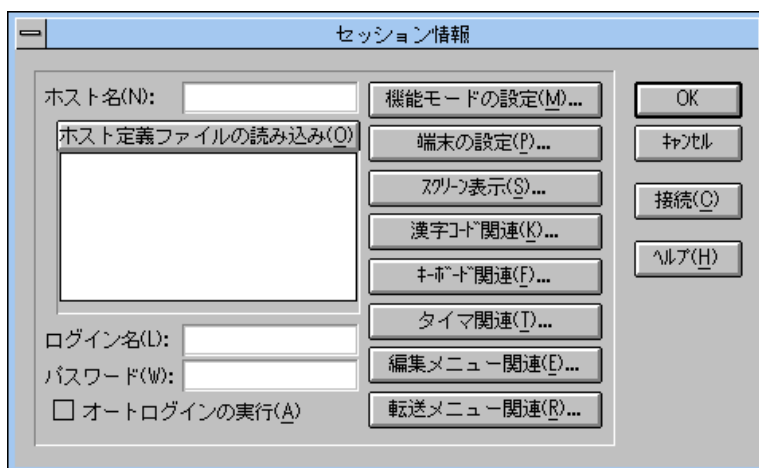 セッション情報
ホスト名(N):
ホスト定義ファイルの読み込み(O)
ログイン名(L):
パスワード(W):
オートログインの実行(A)
機能モードの設定(M)...
端末の設定(P)...
スクリーン表示(S)...
漢字コード関連(K)...
キーボード関連(F)...
タイマ関連(T)...
編集メニュー関連(E)...
転送メニュー関連(R)...
OK
キャンセル
接続(C)
ヘルプ(H)